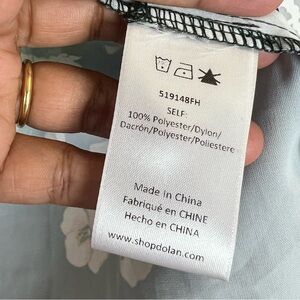 519148FH
SELF-
100% Polyester/Dylon/
Dacrón/Polyester/Poliestere
Made in China
Fabriqué en CHINE
Hecho en CHINA
www.shopdolan.com